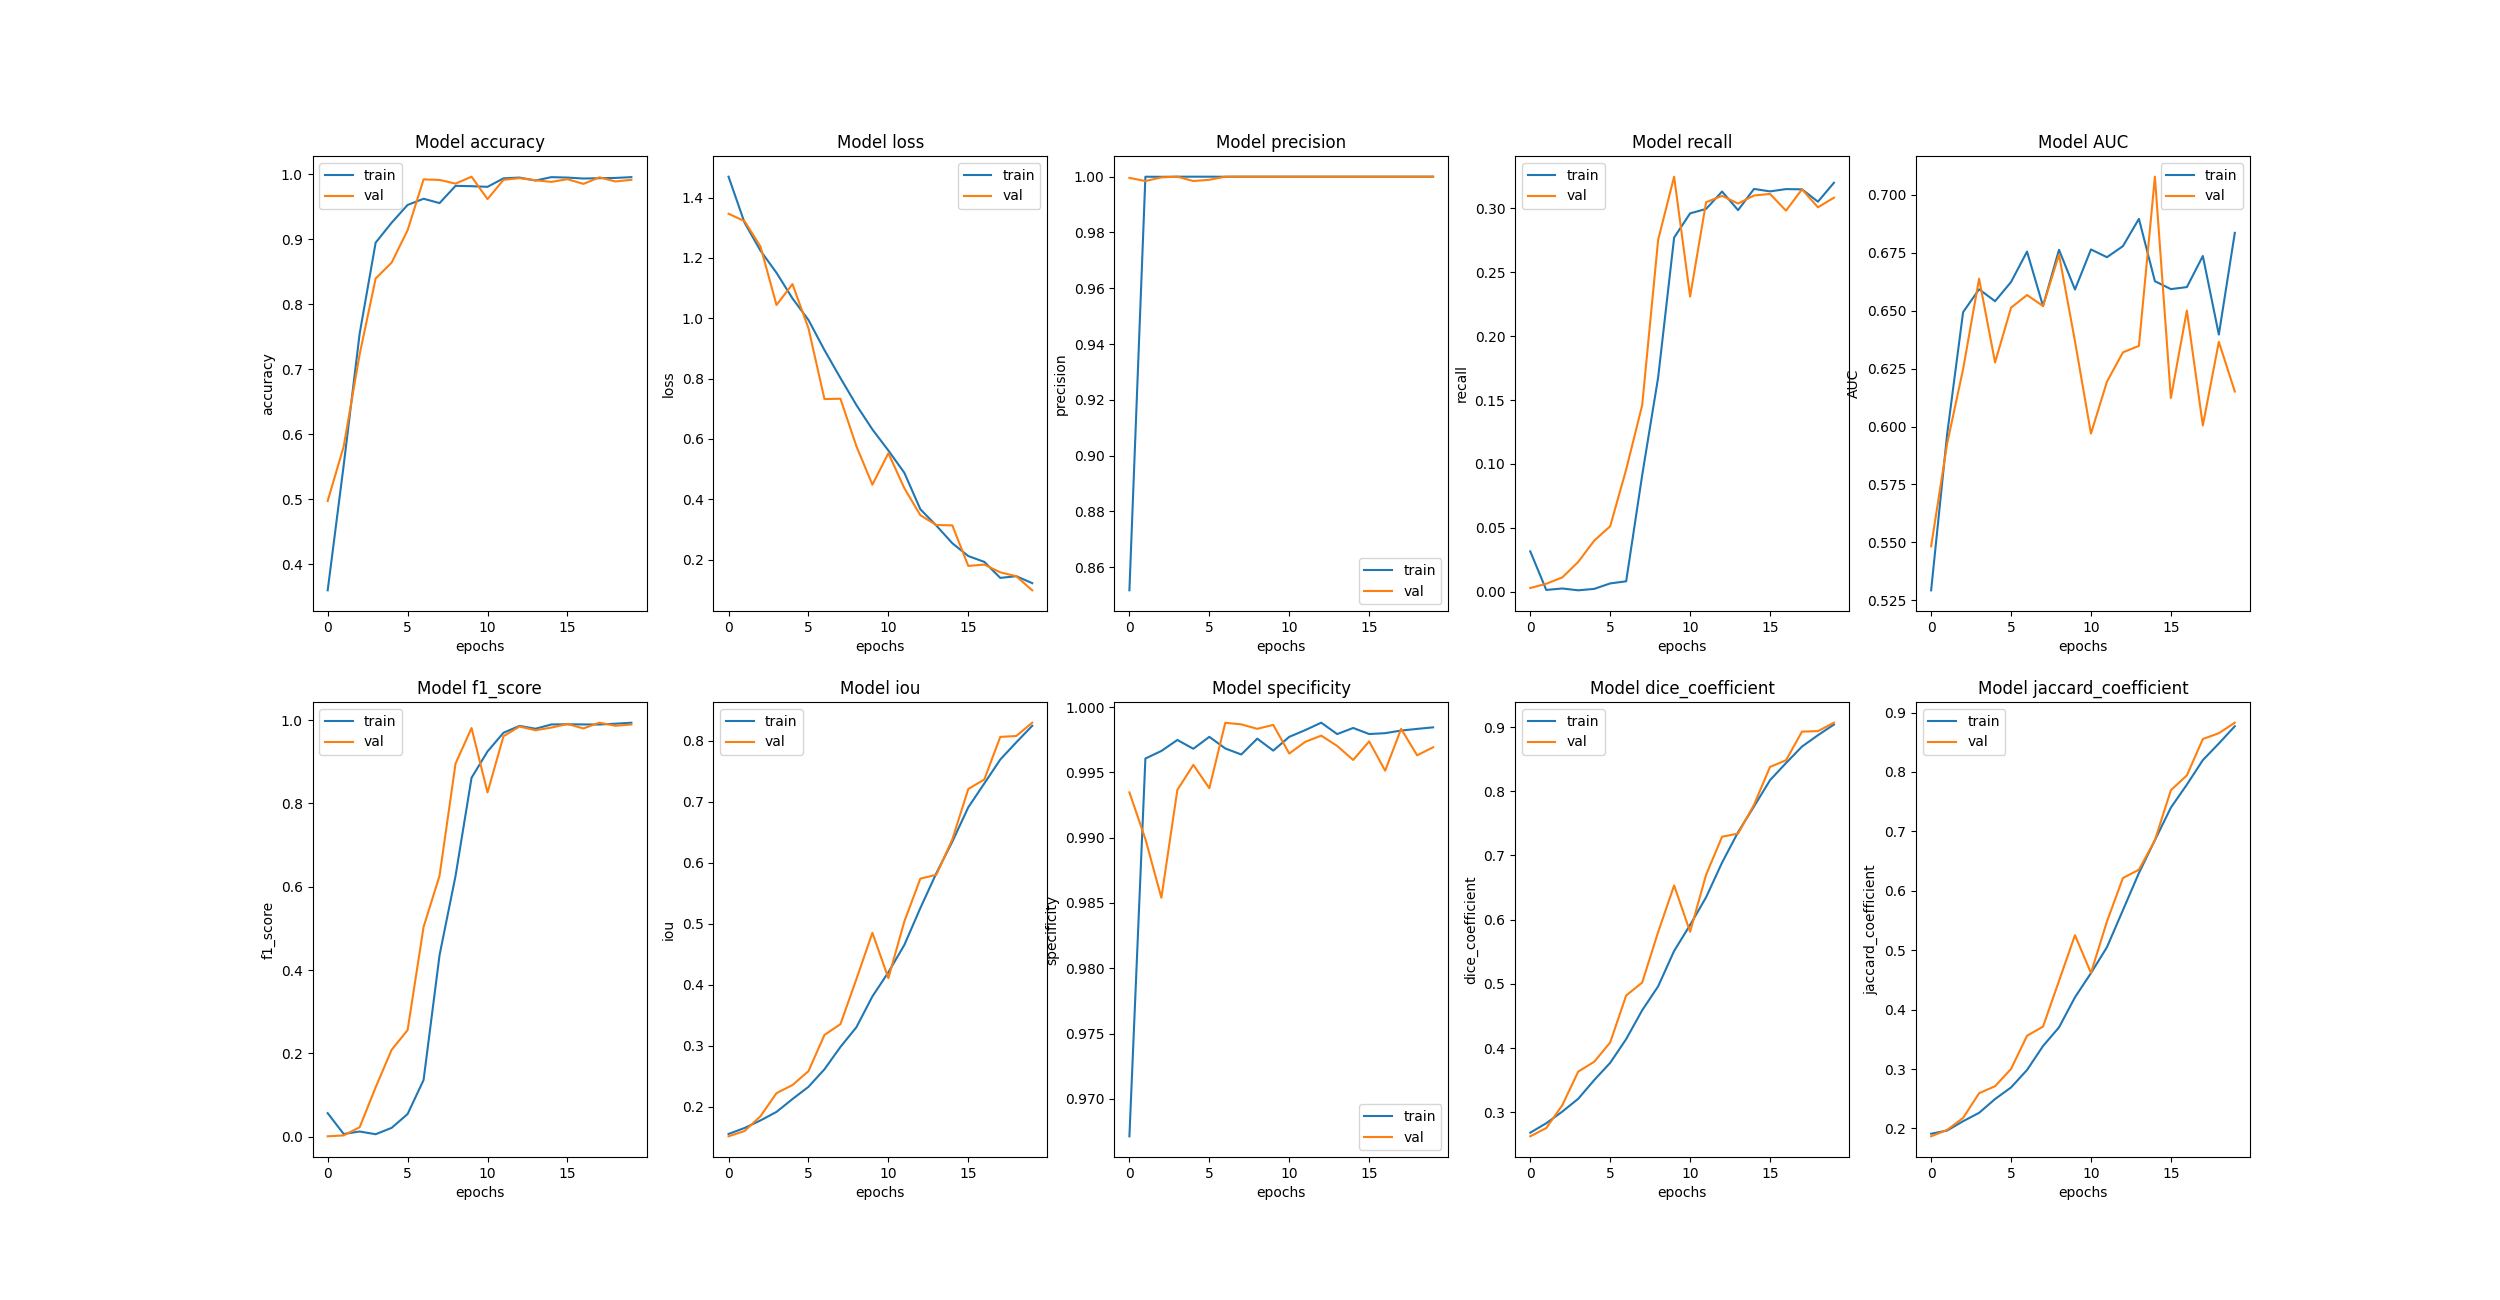 Model accuracy
1.0
0.9
0.8
0.7
0.6
0.5
0.4
accuracy
train
val
0 5 10 15
epochs
Model loss
1.4
1.2
1.0
0.8
0.6
0.4
0.2
loss
train
val
0 5 10 15
epochs
Model precision
1.00
0.98
0.96
0.94
0.92
0.90
0.88
0.86
precision
train
val
0 5 10 15
epochs
Model recall
0.30
0.25
0.20
0.15
0.10
0.05
0.00
recall
train
val
0 5 10 15
epochs
Model AUC
0.700
0.675
0.650
0.625
0.600
0.575
0.550
0.525
AUC
train
val
0 5 10 15
epochs
Model f1_score
1.0
0.8
0.6
0.4
0.2
0.0
f1_score
train
val
0 5 10 15
epochs
Model iou
0.8
0.7
0.6
0.5
0.4
0.3
0.2
iou
train
val
0 5 10 15
epochs
Model specificity
1.000
0.995
0.990
0.985
0.980
0.975
0.970
specificity
train
val
0 5 10 15
epochs
Model dice_coefficient
0.9
0.8
0.7
0.6
0.5
0.4
0.3
dice_coefficient
train
val
0 5 10 15
epochs
Model jaccard_coefficient
0.9
0.8
0.7
0.6
0.5
0.4
0.3
0.2
jaccard_coefficient
train
val
0 5 10 15
epochs